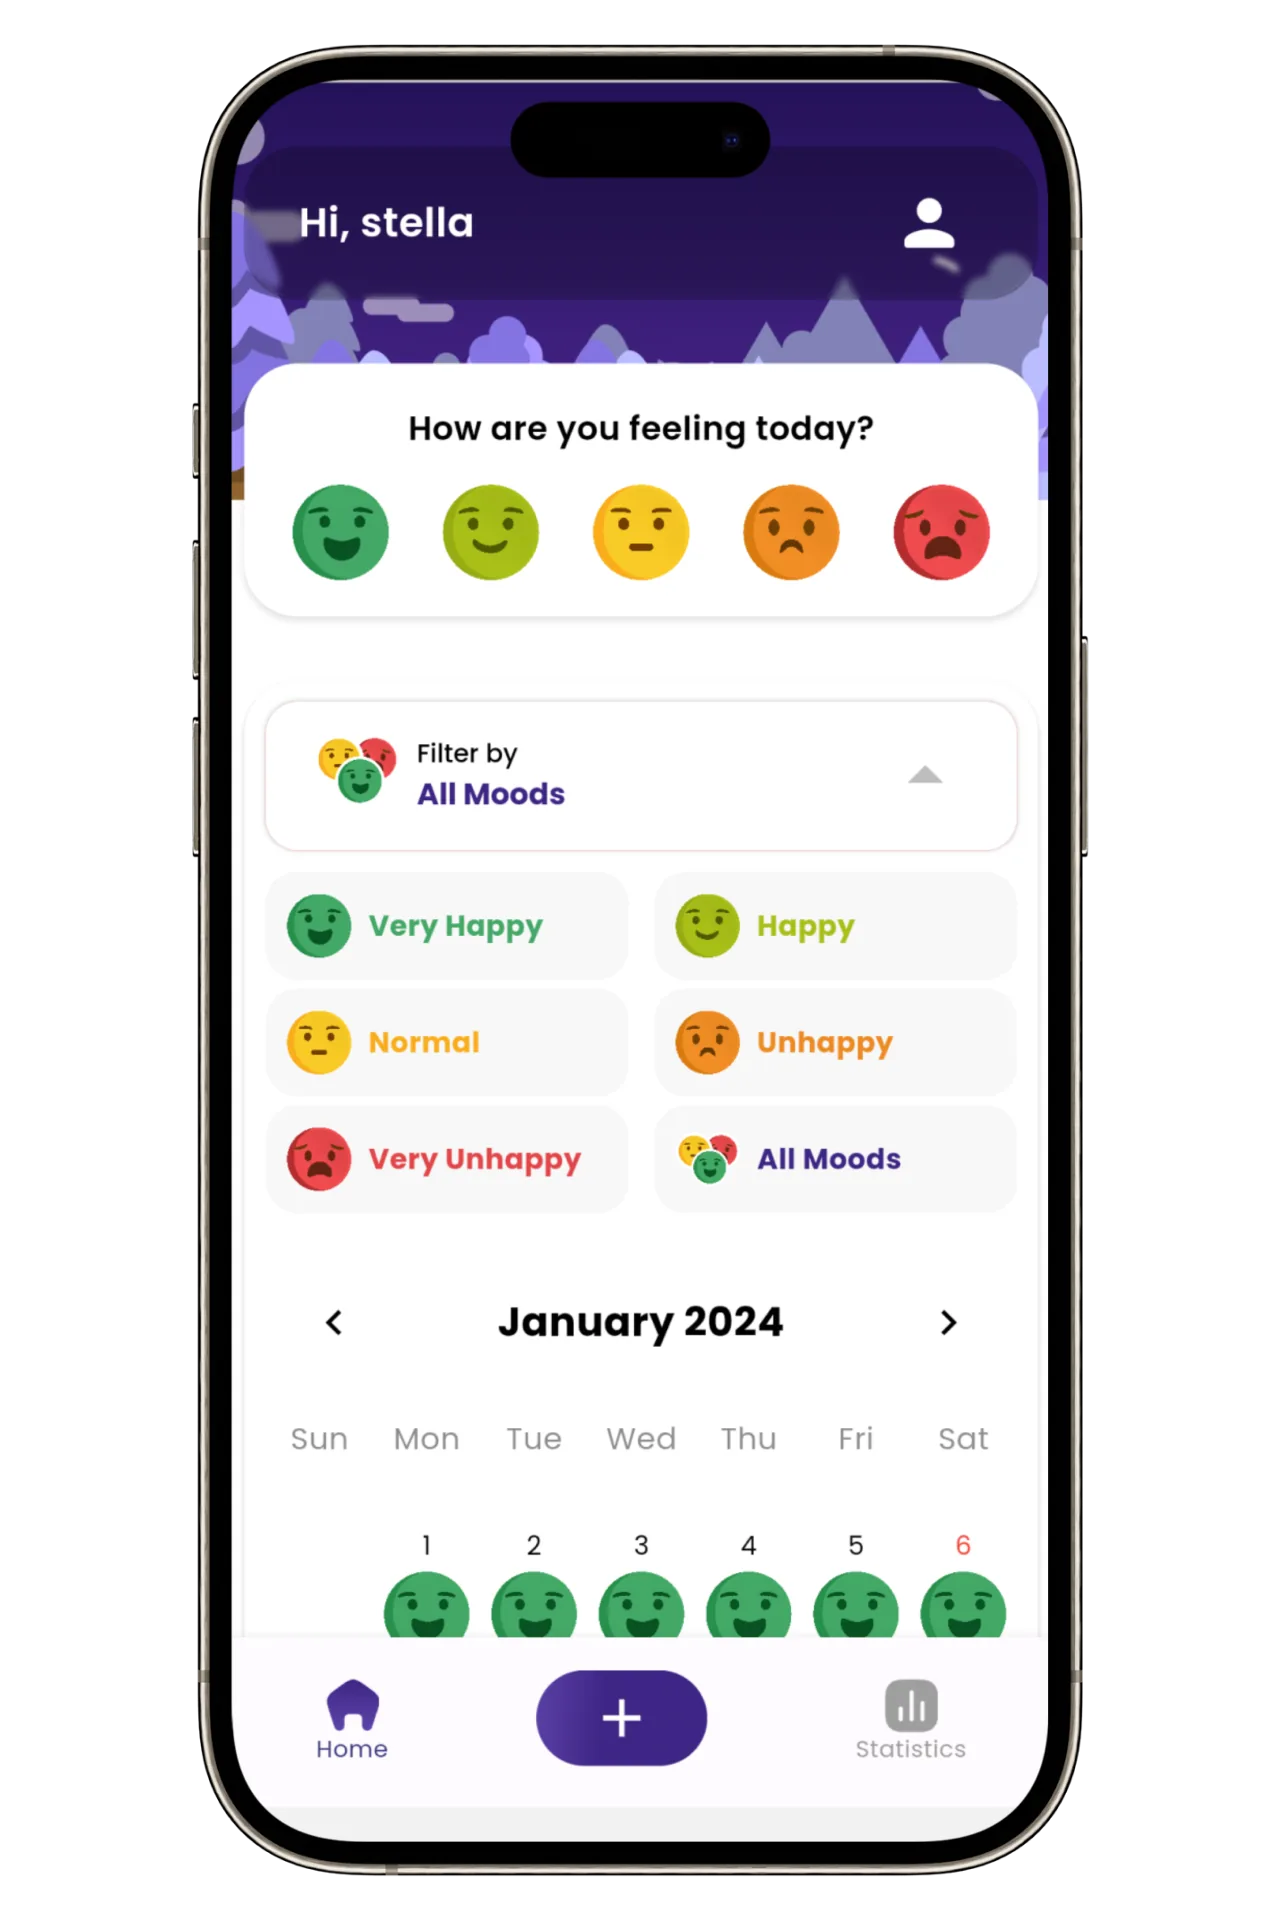 Hi, stella
How are you feeling today?
Filter by
All Moods
Very Happy
Happy
Normal
Unhappy
Very Unhappy
All Moods
January 2024
Sun Mon Tue Wed Thu Fri Sat
1 2 3 4 5 6
Home
Statistics